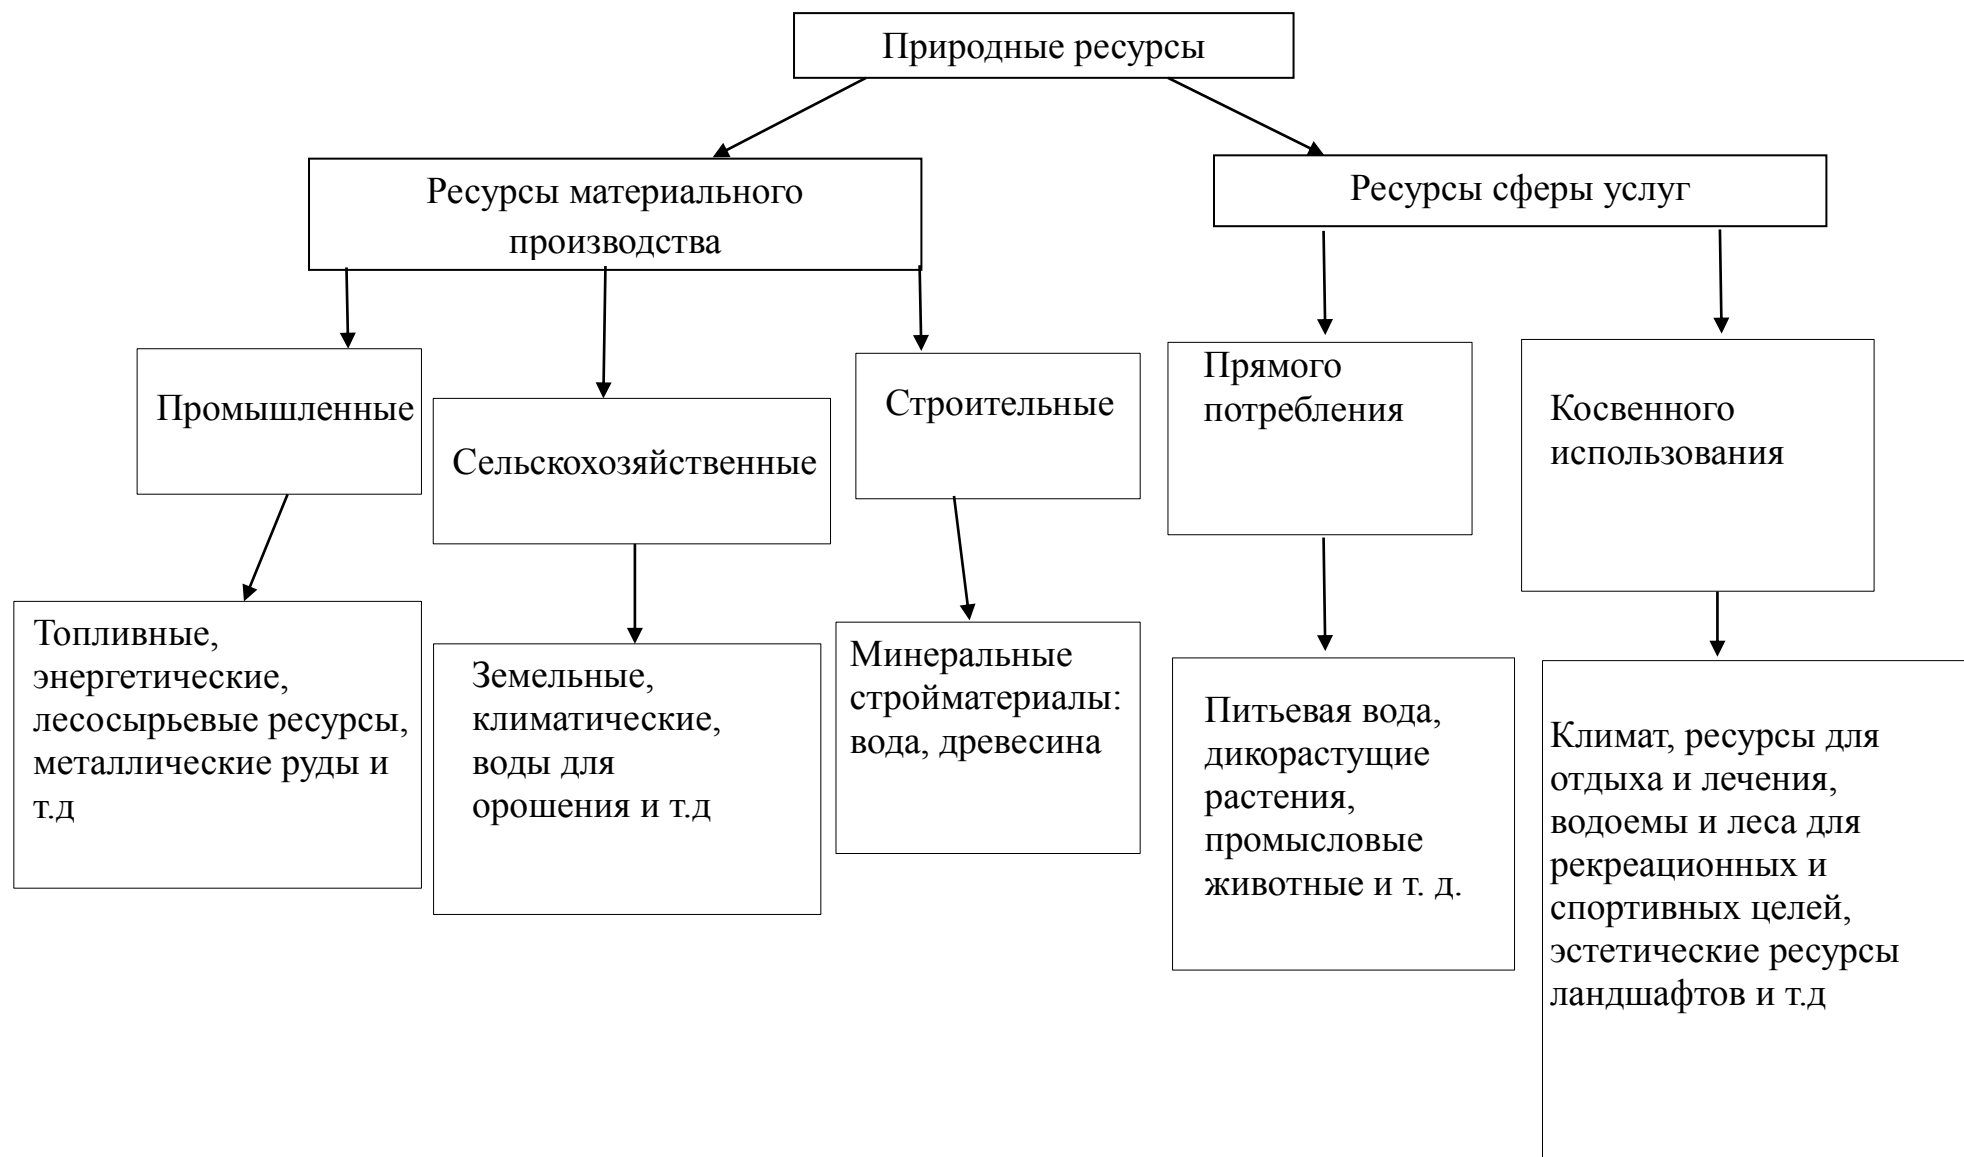 Природные ресурсы
Ресурсы материального
производства
Ресурсы сферы услуг
Промышленные
Сельскохозяйственные
Строительные
Прямого
потребления
Косвенного
использования
Топливные,
энергетические,
лесосырьевые ресурсы,
металлические руды и
т.д
Земельные,
климатические,
воды для
орошения и т.д
Минеральные
стройматериалы:
вода, древесина
Питьевая вода,
дикорастущие
растения,
промысловые
животные и т. д.
Климат, ресурсы для
отдыха и лечения,
водоемы и леса для
рекреационных и
спортивных целей,
эстетические ресурсы
ландшафтов и т.д